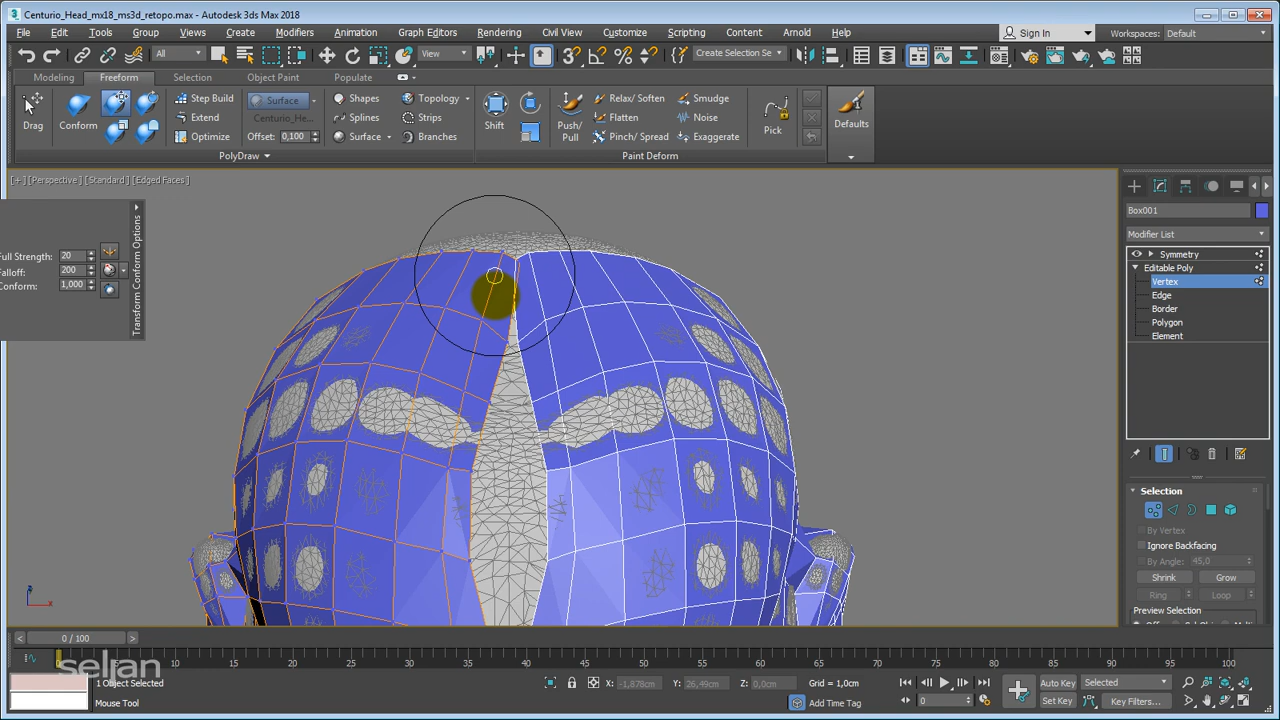 Centurio_Head_mx18_ms3d_retopo.max - Autodesk 3ds Max 2018
File Edit Tools Group Views Create Modifiers Animation Graph Editors Rendering Civil View Customize Scripting Content Arnold Help
Sign In
Workspaces: Default
All
View
Create Selection Se
Modeling Freeform Selection Object Paint Populate
Drag
Conform
Step Build
Extend
Optimize
Surface
Centurio_He...
Offset: 0,100
Shapes
Splines
Surface
Topology
Strips
Branches
Shift
Push/
Pull
Relax/ Soften
Flatten
Pinch/ Spread
Smudge
Noise
Exaggerate
Pick
Defaults
PolyDraw
Paint Deform
[+] [Perspective] [Standard] [Edged Faces]
Full Strength: 20
Falloff: 200
Conform: 1,000
Transform Conform Options
Box001
Modifier List
Symmetry
Editable Poly
Vertex
Edge
Border
Polygon
Element
Selection
By Vertex
Ignore Backfacing
By Angle: 45,0
Shrink Grow
Ring Loop
Preview Selection
Off SubObj Multi
0 / 100
5 10 15 20 25 30 35 40 45 50 55 60 65 70 75 80 85 90 95 100
selian
1 Object Selected
Mouse Tool
X: -1,878cm Y: 26,49cm Z: 0,0cm Grid = 1,0cm
Add Time Tag
0
Auto Key
Set Key
Selected
Key Filters...